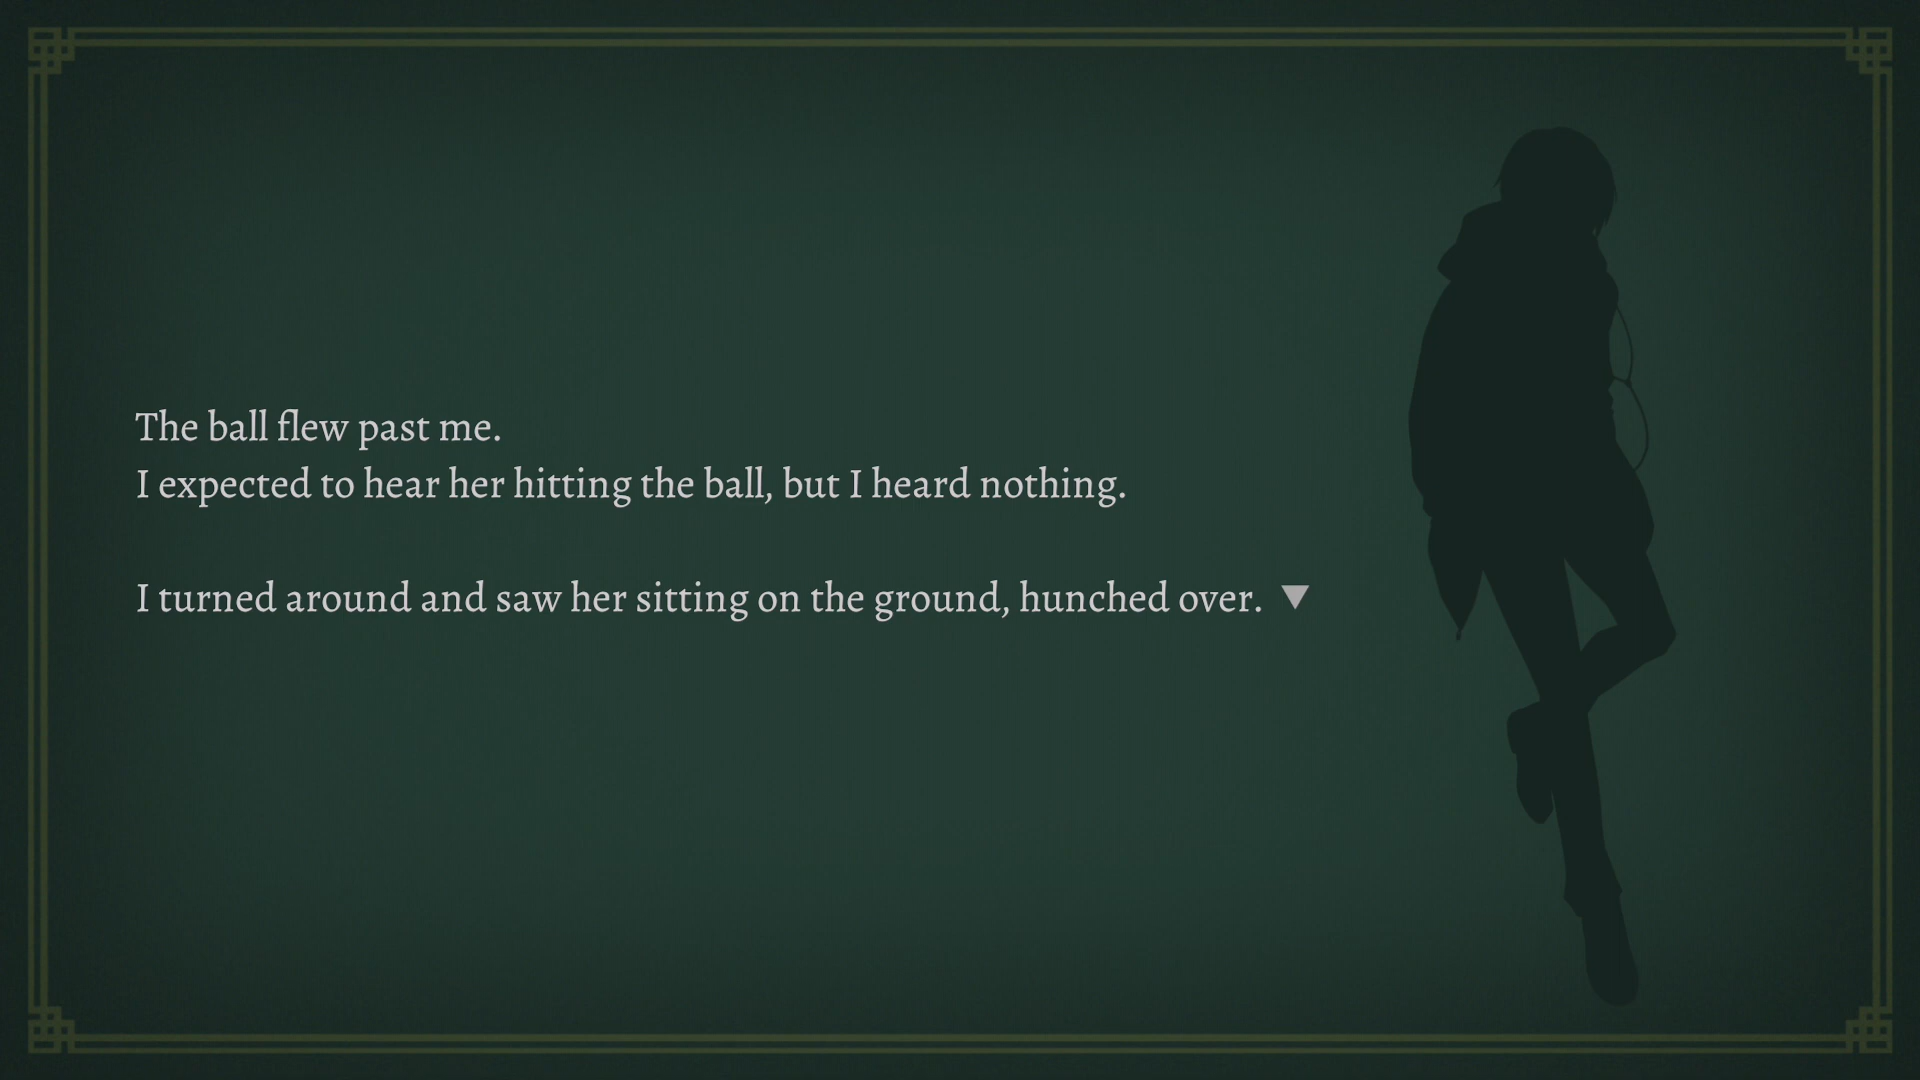 The ball flew past me.
I expected to hear her hitting the ball, but I heard nothing.
I turned around and saw her sitting on the ground, hunched over.